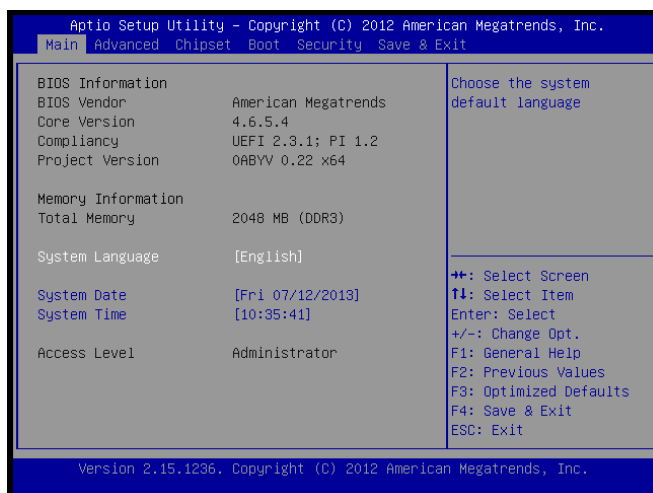 Aptio Setup Utility – Copyright (C) 2012 American Megatrends, Inc.
Main Advanced Chipset Boot Security Save & Exit
BIOS Information
BIOS Vendor American Megatrends
Core Version 4.6.5.4
Compliancy UEFI 2.3.1; PI 1.2
Project Version 0ABYV 0.22 x64
Memory Information
Total Memory 2048 MB (DDR3)
System Language [English]
System Date [Fri 07/12/2013]
System Time [10:35:41]
Access Level Administrator
Choose the system
default language
→←: Select Screen
↑↓: Select Item
Enter: Select
+/-: Change Opt.
F1: General Help
F2: Previous Values
F3: Optimized Defaults
F4: Save & Exit
ESC: Exit
Version 2.15.1236. Copyright (C) 2012 American Megatrends, Inc.